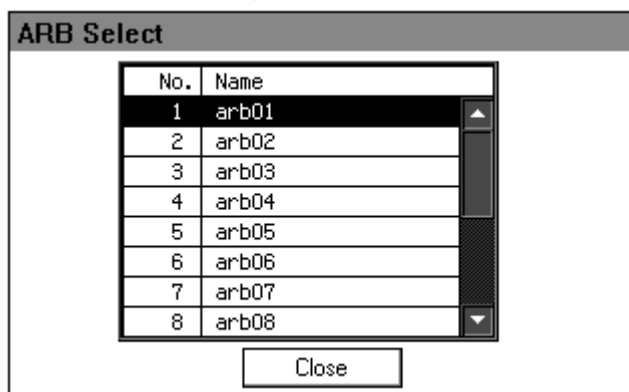 ARB Select
No. Name
1 arb01
2 arb02
3 arb03
4 arb04
5 arb05
6 arb06
7 arb07
8 arb08
Close